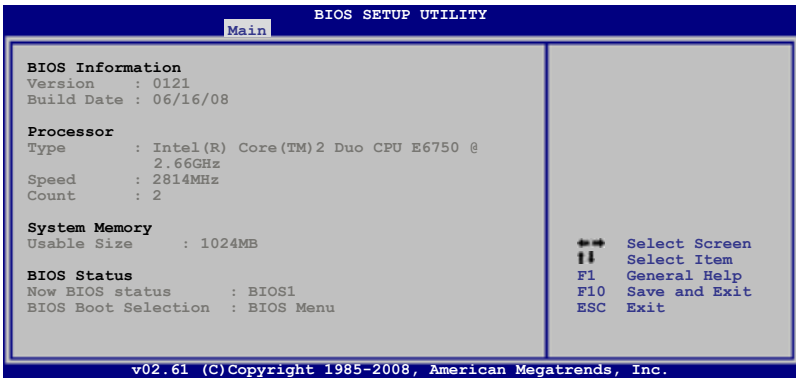 BIOS SETUP UTILITY
Main
BIOS Information
Version : 0121
Build Date : 06/16/08
Processor
Type : Intel(R) Core(TM)2 Duo CPU E6750 @
2.66GHz
Speed : 2814MHz
Count : 2
System Memory
Usable Size : 1024MB
BIOS Status
Now BIOS status : BIOS1
BIOS Boot Selection : BIOS Menu
←→ Select Screen
↑↓ Select Item
F1 General Help
F10 Save and Exit
ESC Exit
v02.61 (C)Copyright 1985-2008, American Megatrends, Inc.